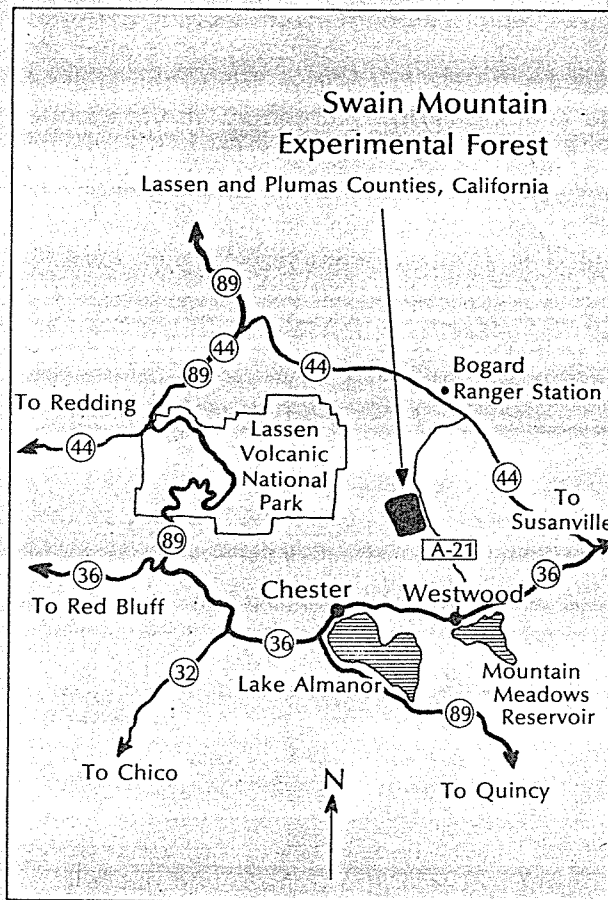 Swain Mountain
Experimental Forest
Lassen and Plumas Counties, California
89
44
89
44
Bogard
Ranger Station
To Redding
44
Lassen
Volcanic
National
Park
44
To
Susanville
89
A-21
36
36
To Red Bluff
Chester
Westwood
36
32
Lake Almanor
Mountain
Meadows
Reservoir
89
To Chico
N
To Quincy